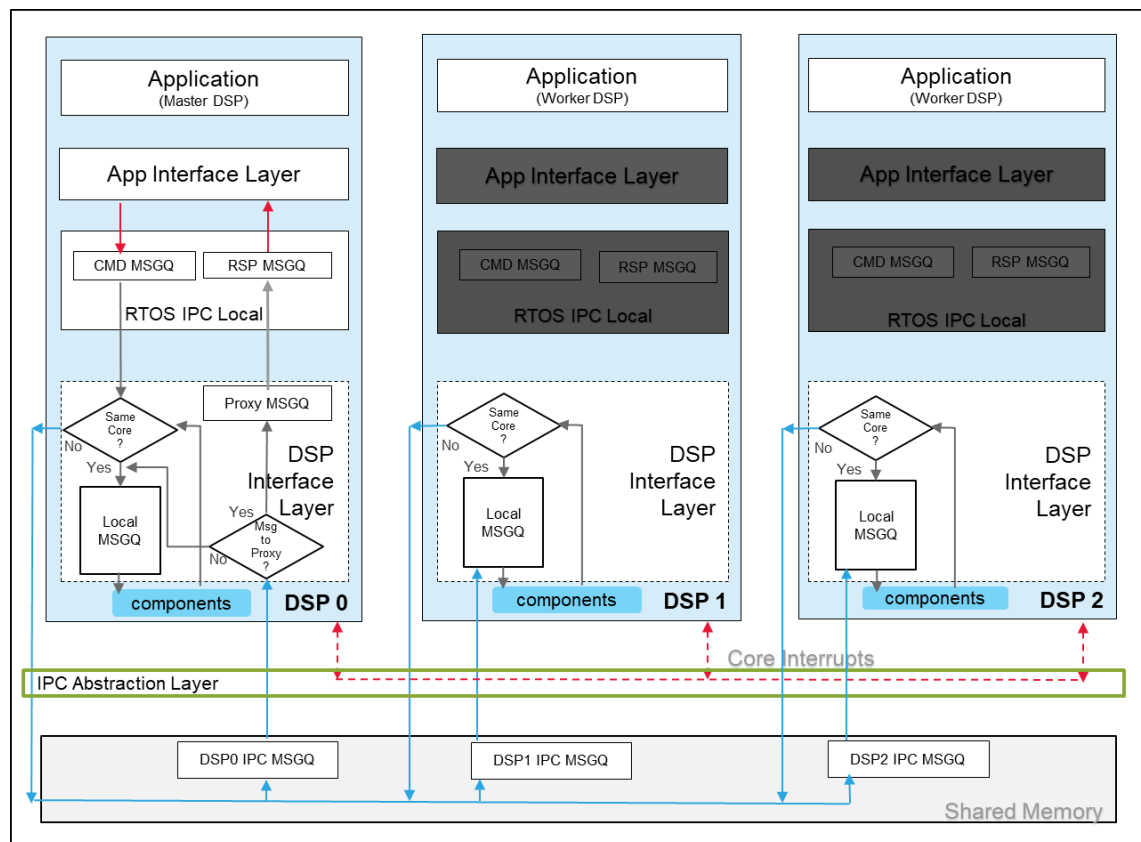 Application
(Master DSP)
App Interface Layer
CMD MSGQ
RSP MSGQ
RTOS IPC Local
Same
Core
?
No
Yes
Proxy MSGQ
DSP
Interface
Layer
Local
MSGQ
Yes
Msg
to
Proxy
?
No
components
DSP 0
Application
(Worker DSP)
App Interface Layer
CMD MSGQ
RSP MSGQ
RTOS IPC Local
Same
Core
?
No
Yes
DSP
Interface
Layer
Local
MSGQ
components
DSP 1
Application
(Worker DSP)
App Interface Layer
CMD MSGQ
RSP MSGQ
RTOS IPC Local
Same
Core
?
No
Yes
DSP
Interface
Layer
Local
MSGQ
components
DSP 2
Core Interrupts
IPC Abstraction Layer
DSP0 IPC MSGQ
DSP1 IPC MSGQ
DSP2 IPC MSGQ
Shared Memory